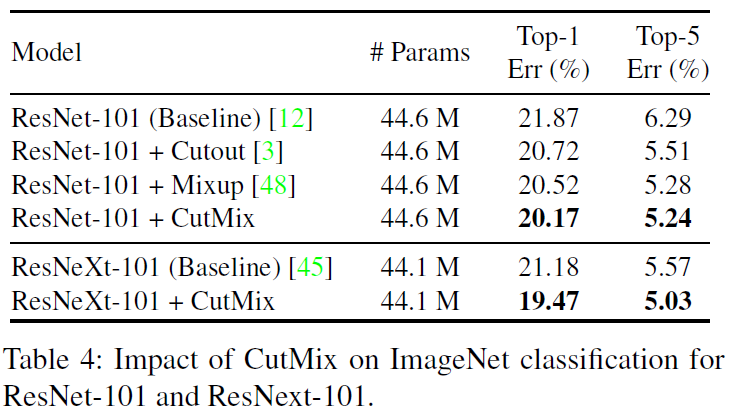 Model # Params Top-1 Err (%) Top-5 Err (%)
ResNet-101 (Baseline) [12] 44.6 M 21.87 6.29
ResNet-101 + Cutout [3] 44.6 M 20.72 5.51
ResNet-101 + Mixup [48] 44.6 M 20.52 5.28
ResNet-101 + CutMix 44.6 M 20.17 5.24
ResNeXt-101 (Baseline) [45] 44.1 M 21.18 5.57
ResNeXt-101 + CutMix 44.1 M 19.47 5.03
Table 4: Impact of CutMix on ImageNet classification for
ResNet-101 and ResNext-101.